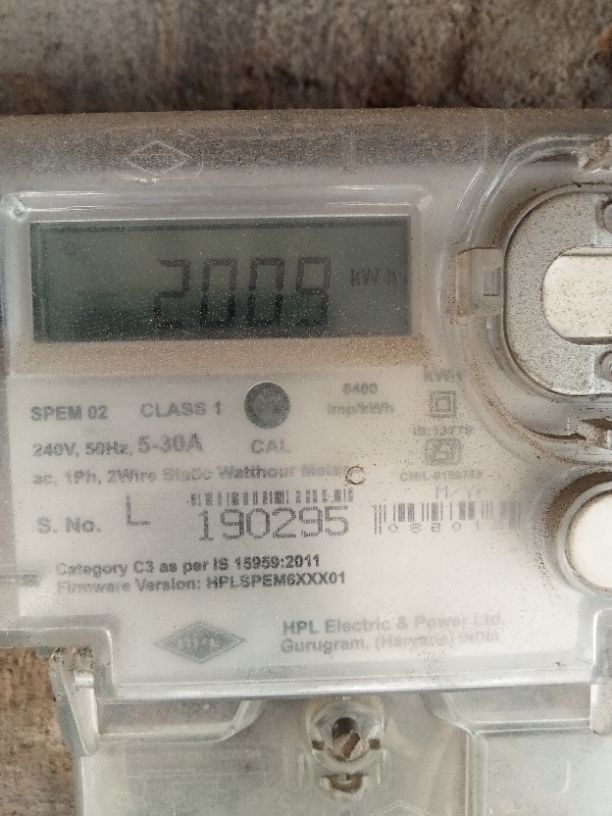 2009 kWh
SPEM 02 CLASS 1
6400
imp/kWh
240V, 50Hz, 5-30A CAL
IS:13779
ac, 1Ph, 2Wire Static Watthour Meter
M/Yr
S. No. L 190295
Category C3 as per IS 15959:2011
Firmware Version: HPLSPEM6XXX01
HPL Electric & Power Ltd.
Gurugram, (Haryana) INDIA